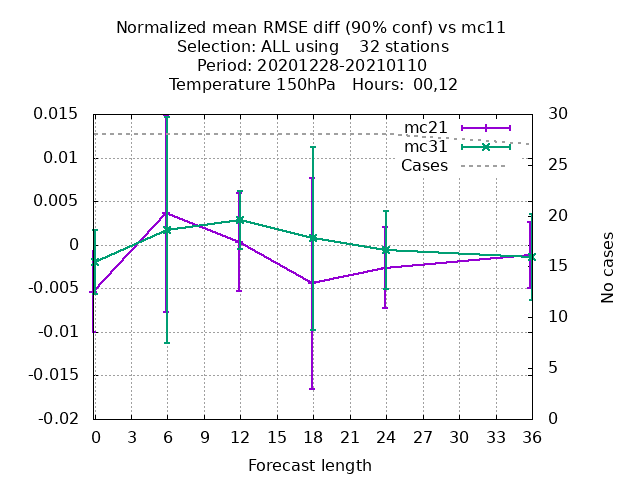 Normalized mean RMSE diff (90% conf) vs mc11
Selection: ALL using    32 stations
Period: 20201228-20210110
Temperature 150hPa   Hours:  00,12
mc21
mc31
Cases
0.015
0.01
0.005
0
-0.005
-0.01
-0.015
-0.02
30
25
20
15
10
5
0
No cases
0 3 6 9 12 15 18 21 24 27 30 33 36
Forecast length